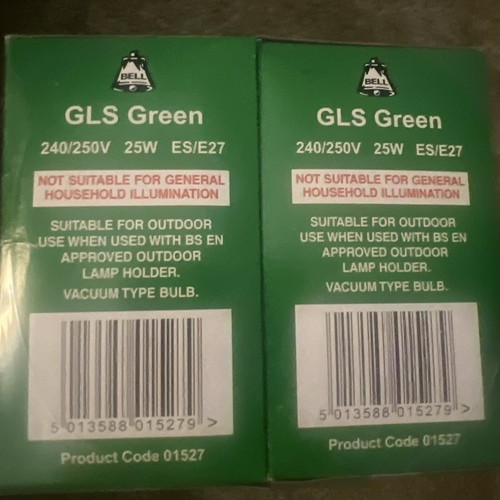 BELL
GLS Green
240/250V 25W ES/E27
NOT SUITABLE FOR GENERAL
HOUSEHOLD ILLUMINATION
SUITABLE FOR OUTDOOR
USE WHEN USED WITH BS EN
APPROVED OUTDOOR
LAMP HOLDER.
VACUUM TYPE BULB.
5 013588 015279 >
Product Code 01527
BELL
GLS Green
240/250V 25W ES/E27
NOT SUITABLE FOR GENERAL
HOUSEHOLD ILLUMINATION
SUITABLE FOR OUTDOOR
USE WHEN USED WITH BS EN
APPROVED OUTDOOR
LAMP HOLDER.
VACUUM TYPE BULB.
5 013588 015279 >
Product Code 01527